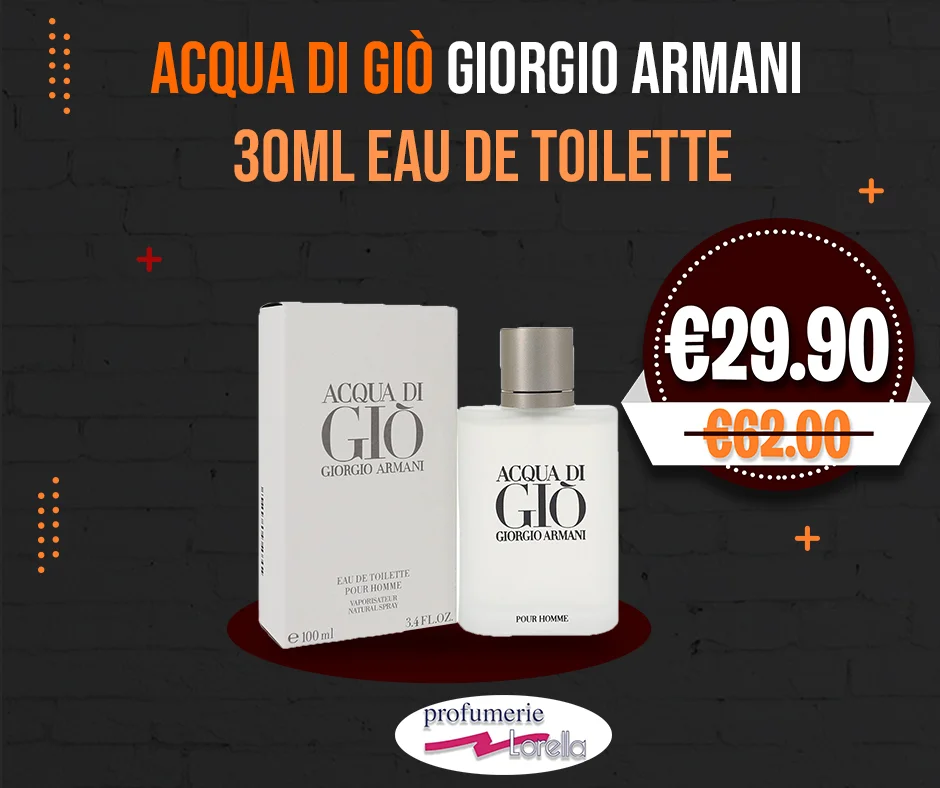 ACQUA DI GIÒ GIORGIO ARMANI
30ML EAU DE TOILETTE
€29.90
€62.00
ACQUA DI
GIÒ
GIORGIO ARMANI
EAU DE TOILETTE
POUR HOMME
VAPORISATEUR
NATURAL SPRAY
3.4 FL.OZ.
e 100 ml
ACQUA DI
GIÒ
GIORGIO ARMANI
POUR HOMME
profumerie
Lorella